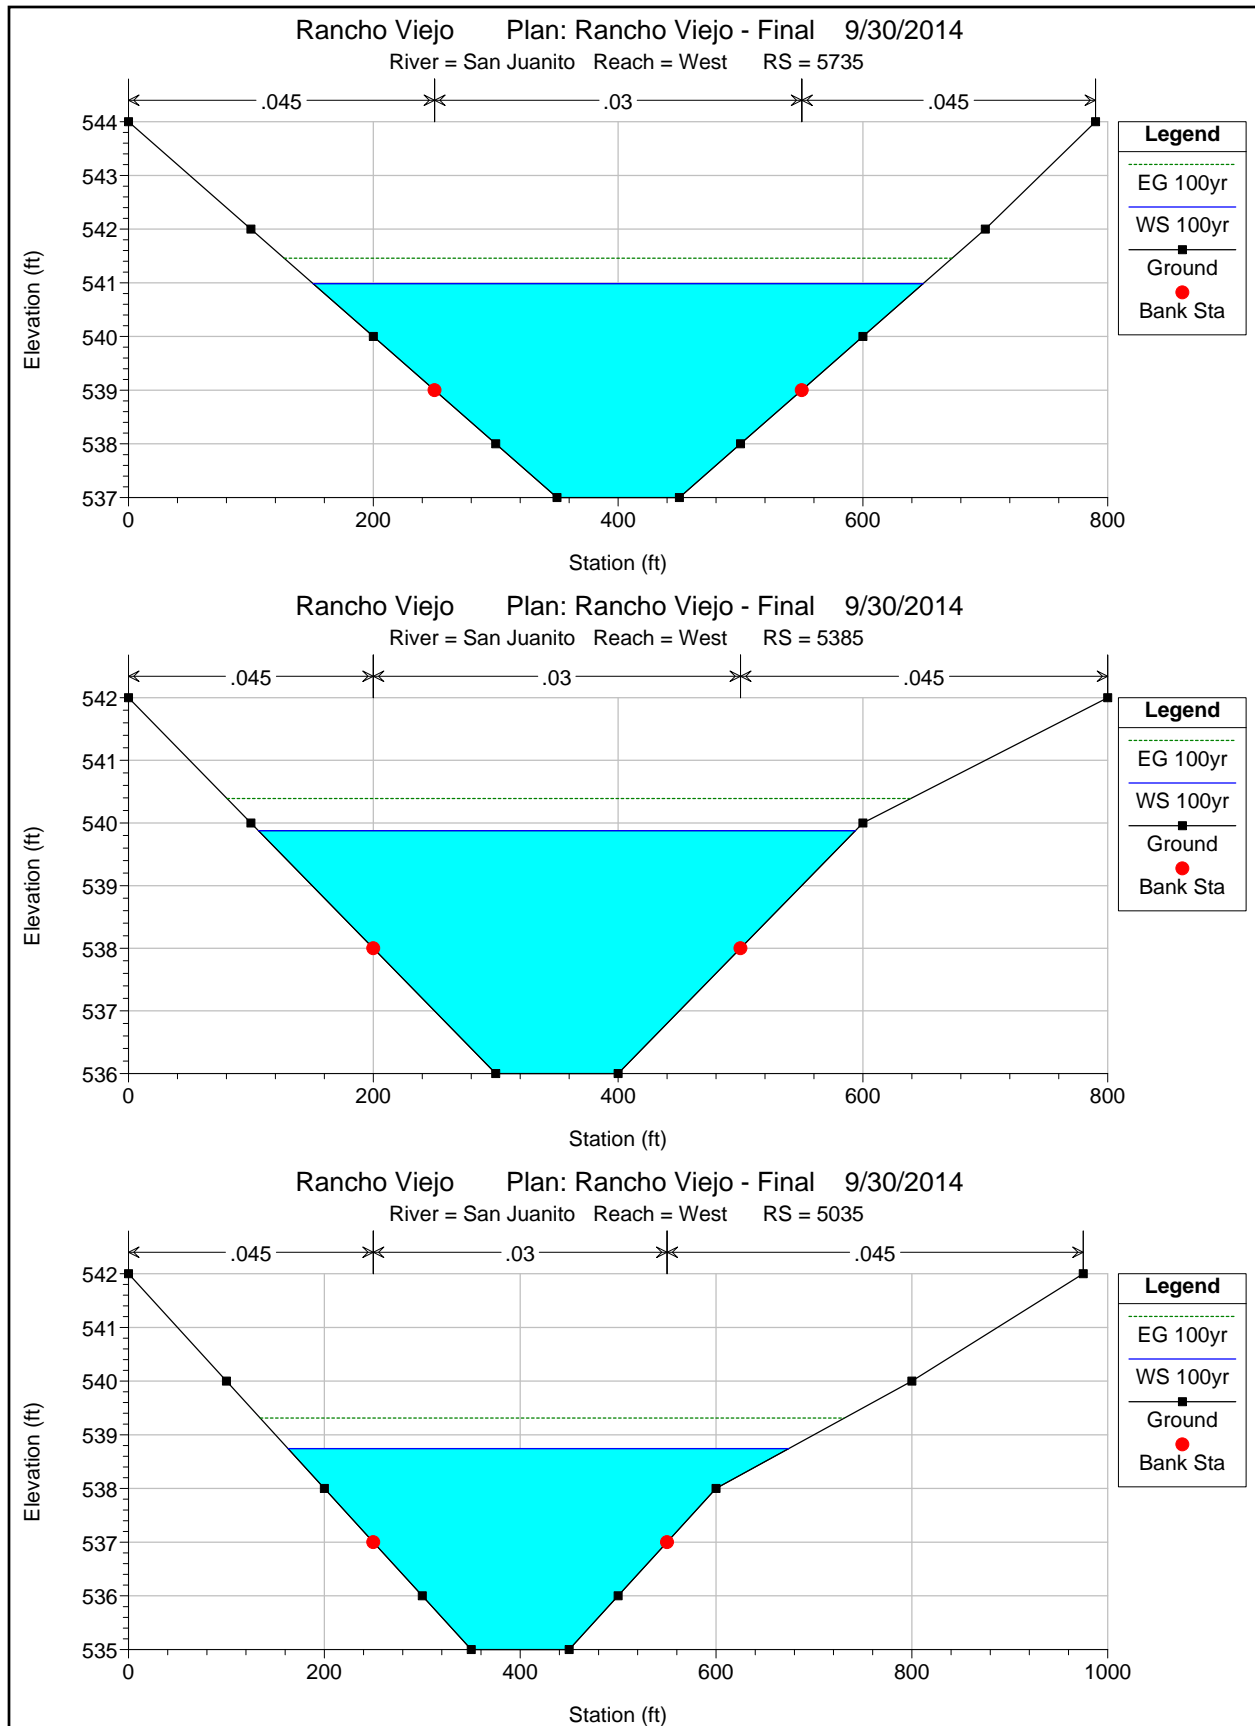 Rancho Viejo Plan: Rancho Viejo - Final 9/30/2014
River = San Juanito Reach = West RS = 5735
.045 .03 .045
544
543
542
541
540
539
538
537
0 200 400 600 800
Station (ft)
Elevation (ft)
Legend
EG 100yr
WS 100yr
Ground
Bank Sta
Rancho Viejo Plan: Rancho Viejo - Final 9/30/2014
River = San Juanito Reach = West RS = 5385
.045 .03 .045
542
541
540
539
538
537
536
0 200 400 600 800
Station (ft)
Elevation (ft)
Legend
EG 100yr
WS 100yr
Ground
Bank Sta
Rancho Viejo Plan: Rancho Viejo - Final 9/30/2014
River = San Juanito Reach = West RS = 5035
.045 .03 .045
542
541
540
539
538
537
536
535
0 200 400 600 800 1000
Station (ft)
Elevation (ft)
Legend
EG 100yr
WS 100yr
Ground
Bank Sta